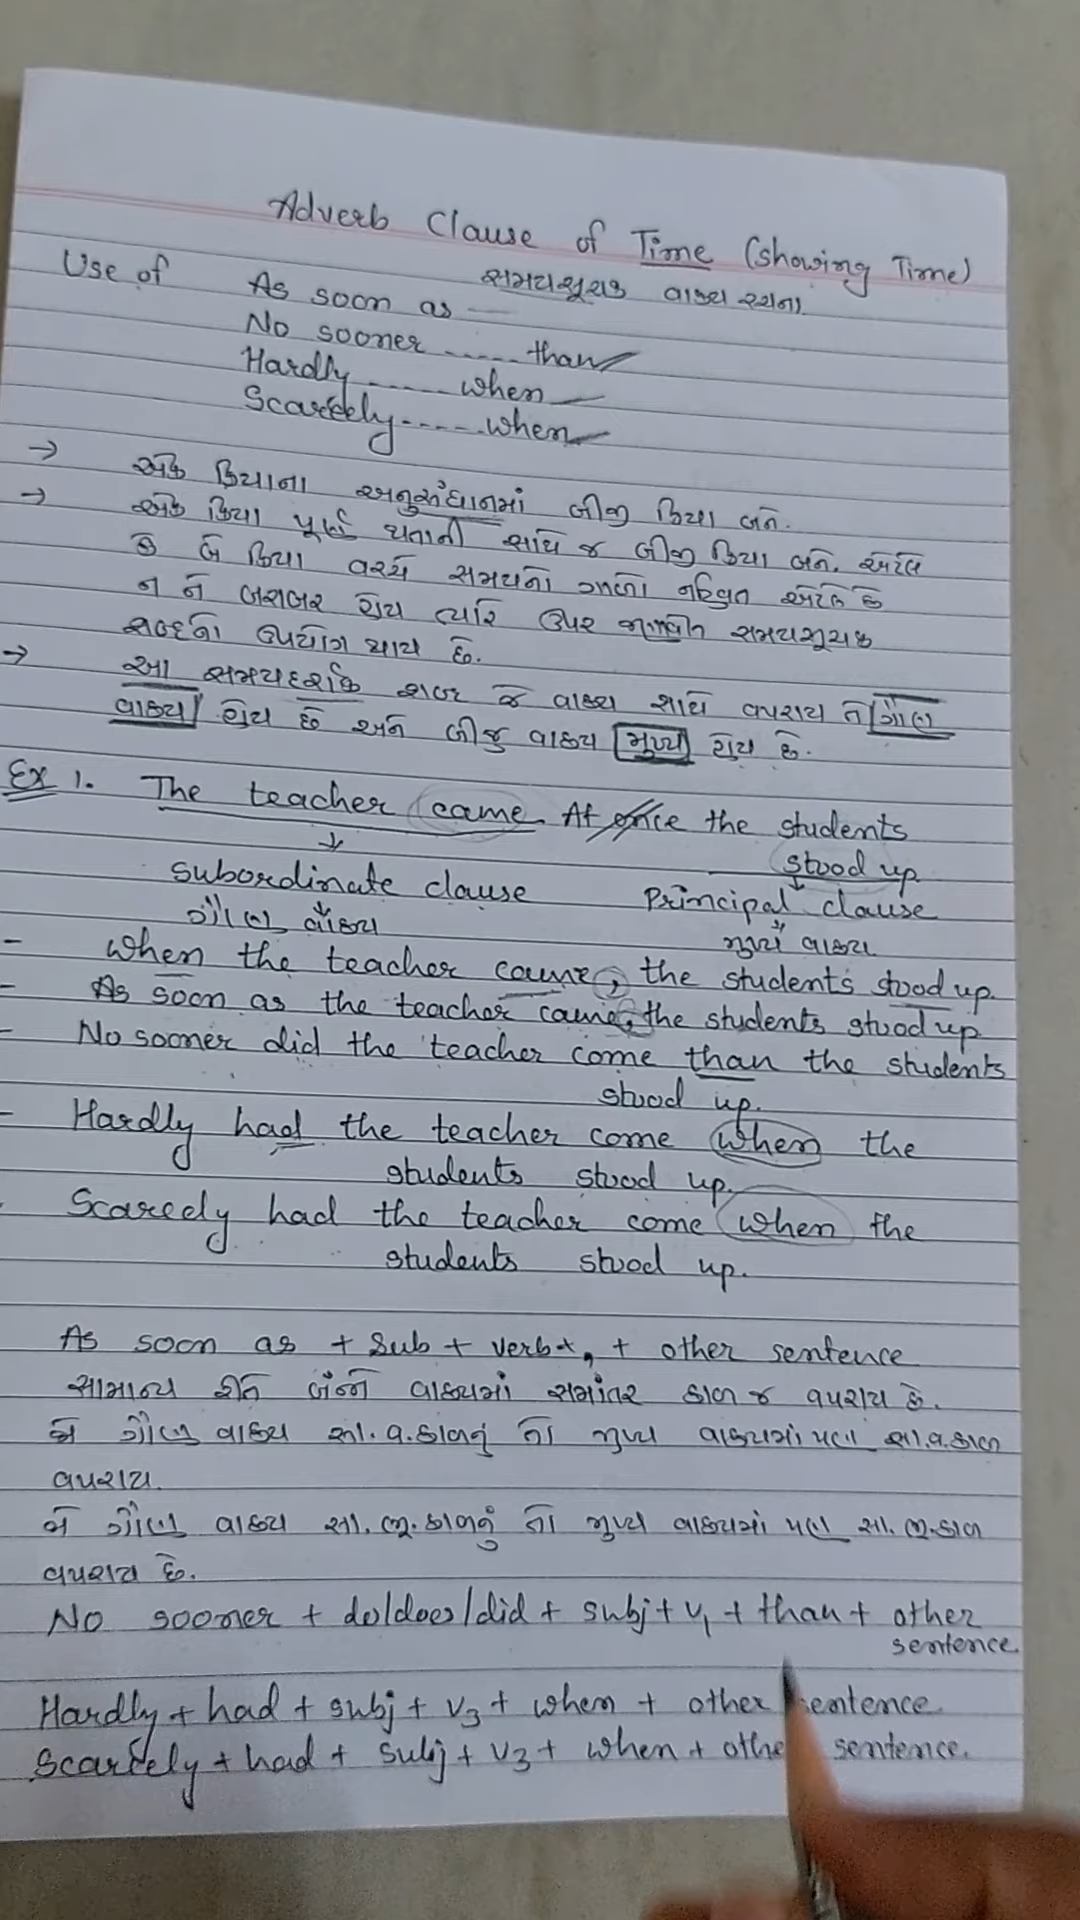 Adverb Clause of Time (showing Time)
સમયસૂચક વાક્ય રચના
Use of As soon as —
No sooner ..... than
Hardly ..... when
Scarcely ..... when
→ એક ક્રિયાના અનુસંધાનમાં બીજી ક્રિયા બને.
→ એક ક્રિયા પૂર્ણ થતાની સાથે જ બીજી ક્રિયા બને. એટલે
કે બે ક્રિયા વચ્ચે સમયનો ગાળો નહિવત એટલે કે
ન ને બરાબર હોય ત્યારે ઉપર સમયસૂચક
શબ્દનો ઉપયોગ થાય છે.
→ આ સમયદર્શક શબ્દ જે વાક્ય સાથે વપરાય તે ગૌણ
વાક્ય હોય છે અને બીજુ વાક્ય મુખ્ય હોય છે.
Ex 1. The teacher came. At once the students
stood up
subordinate clause Principal clause
ગૌણ વાક્ય મુખ્ય વાક્ય
- when the teacher came, the students stood up.
- As soon as the teacher came, the students stood up
- No sooner did the teacher come than the students
stood up.
- Hardly had the teacher come when the
students stood up.
- Scarcely had the teacher come when the
students stood up.
As soon as + Sub + verb+, + other sentence
સામાન્ય રીતે બંને વાક્યમાં સમાંતર કાળ જ વપરાય છે.
જો ગૌણ વાક્ય સા. વ. કાળનું તો મુખ્ય વાક્યમાં પણ સા. વ. કાળ
વપરાય.
જો ગૌણ વાક્ય સા. ભૂ. કાળનું તો મુખ્ય વાક્યમાં પણ સા. ભૂ. કાળ
વપરાય છે.
No sooner + do/does/did + subj + v1 + than + other
sentence.
Hardly + had + subj + v3 + when + other sentence.
Scarcely + had + subj + v3 + when + othe sentence.